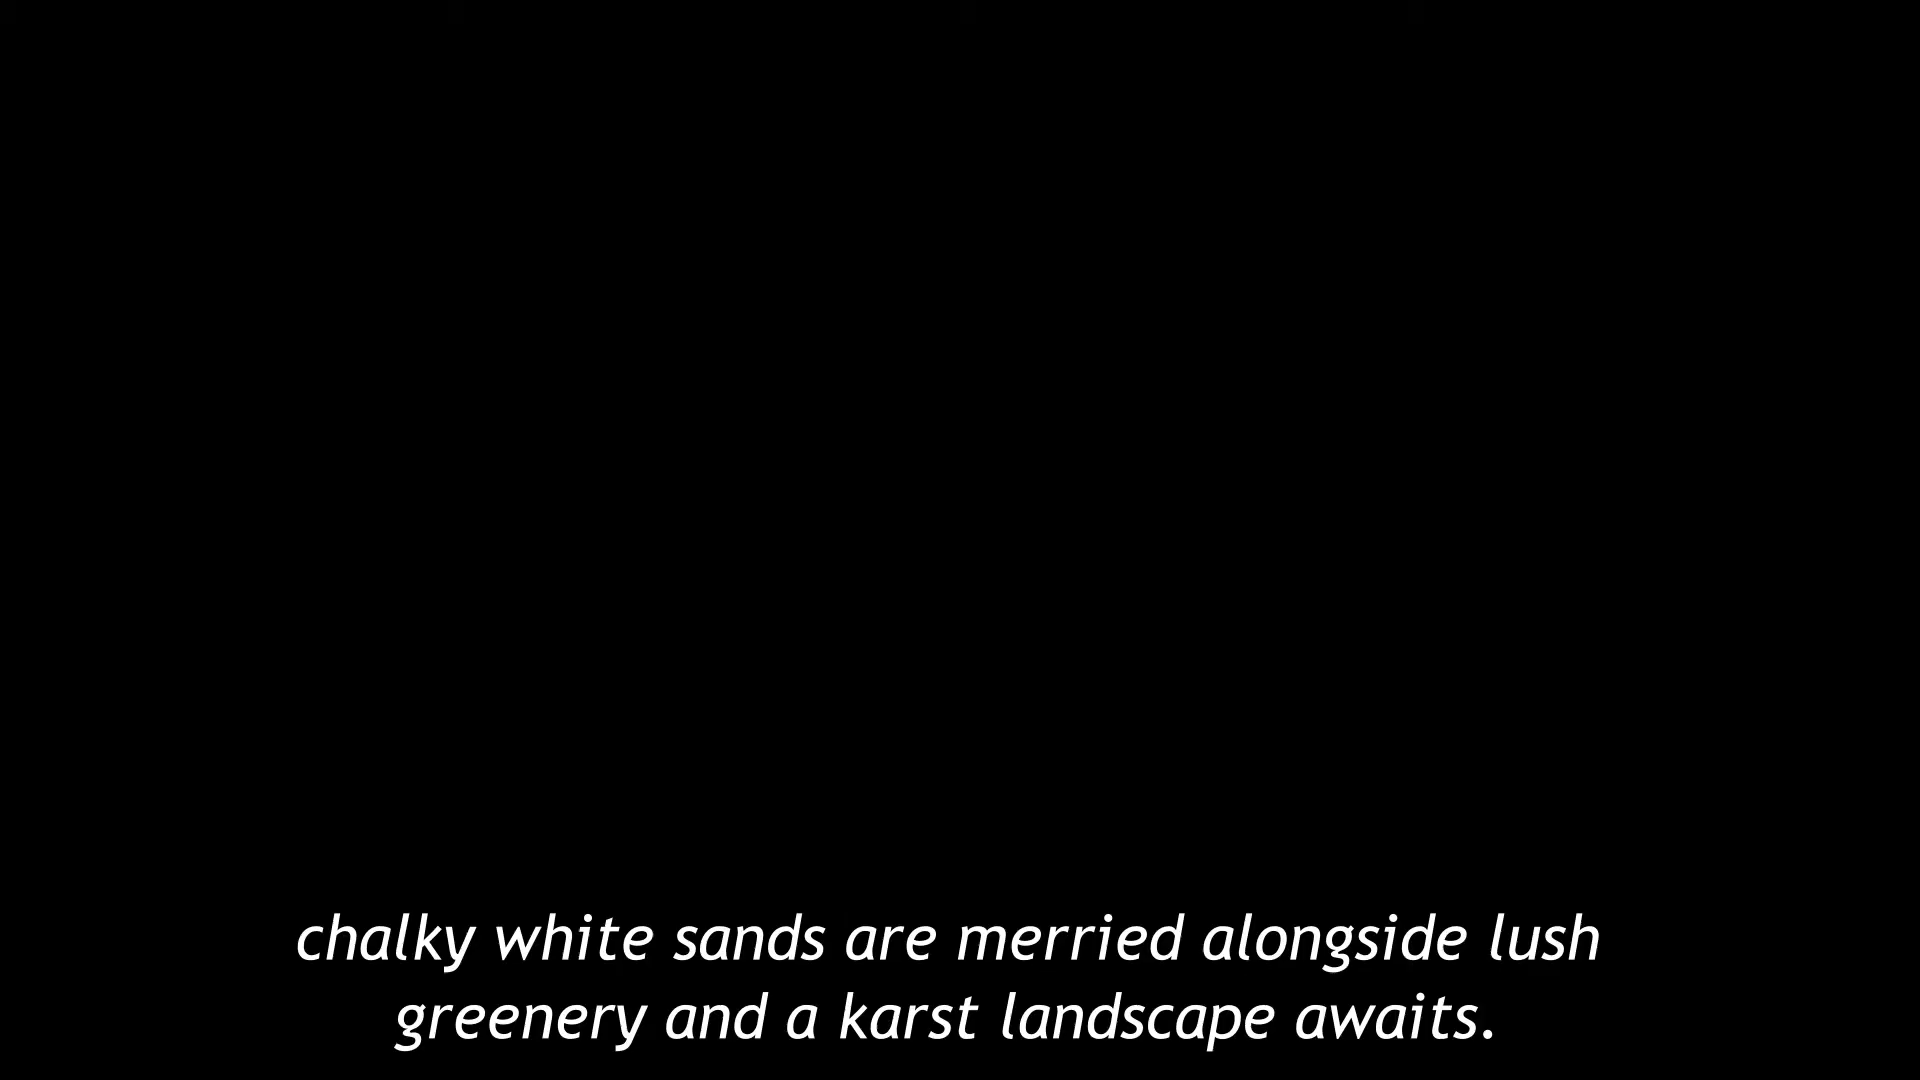 chalky white sands are merried alongside lush
greenery and a karst landscape awaits.